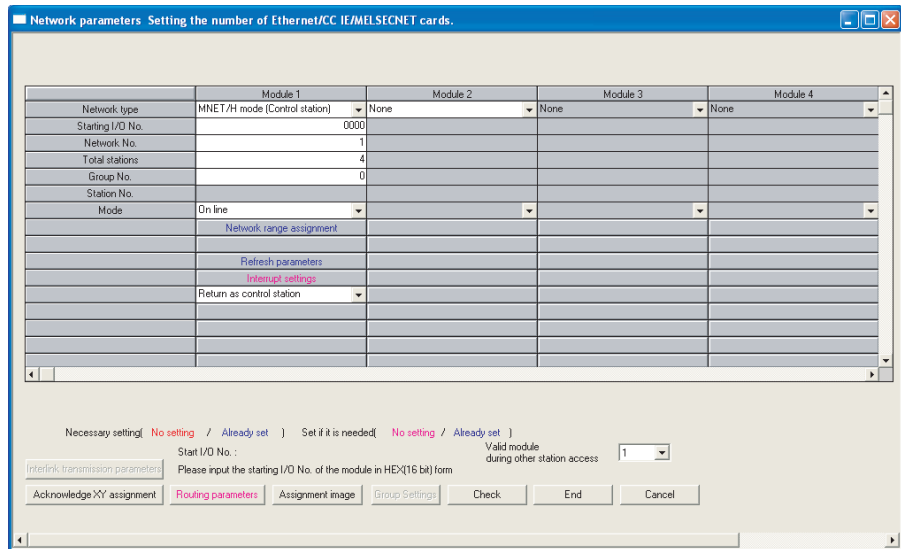 Network parameters Setting the number of Ethernet/CC IE/MELSECNET cards.
Module 1 Module 2 Module 3 Module 4
Network type MNET/H mode (Control station) None None None
Starting I/O No. 0000
Network No. 1
Total stations 4
Group No. 0
Station No.
Mode On line
Network range assignment
Refresh parameters
Interrupt settings
Return as control station
Necessary setting( No setting / Already set ) Set if it is needed( No setting / Already set )
Start I/O No. :
Valid module
during other station access 1
Interlink transmission parameters Please input the starting I/O No. of the module in HEX(16 bit) form
Acknowledge XY assignment Routing parameters Assignment image Group Settings Check End Cancel